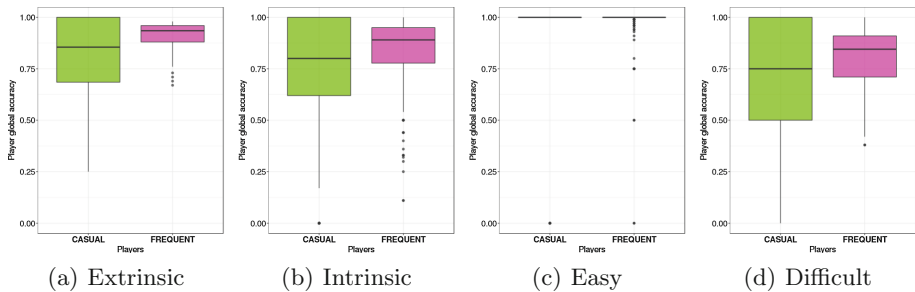 1.00
0.75
0.50
0.25
0.00
Player global accuracy
CASUAL FREQUENT
Players
(a) Extrinsic
1.00
0.75
0.50
0.25
0.00
Player global accuracy
CASUAL FREQUENT
Players
(b) Intrinsic
1.00
0.75
0.50
0.25
0.00
Player global accuracy
CASUAL FREQUENT
Players
(c) Easy
1.00
0.75
0.50
0.25
0.00
Player global accuracy
CASUAL FREQUENT
Players
(d) Difficult